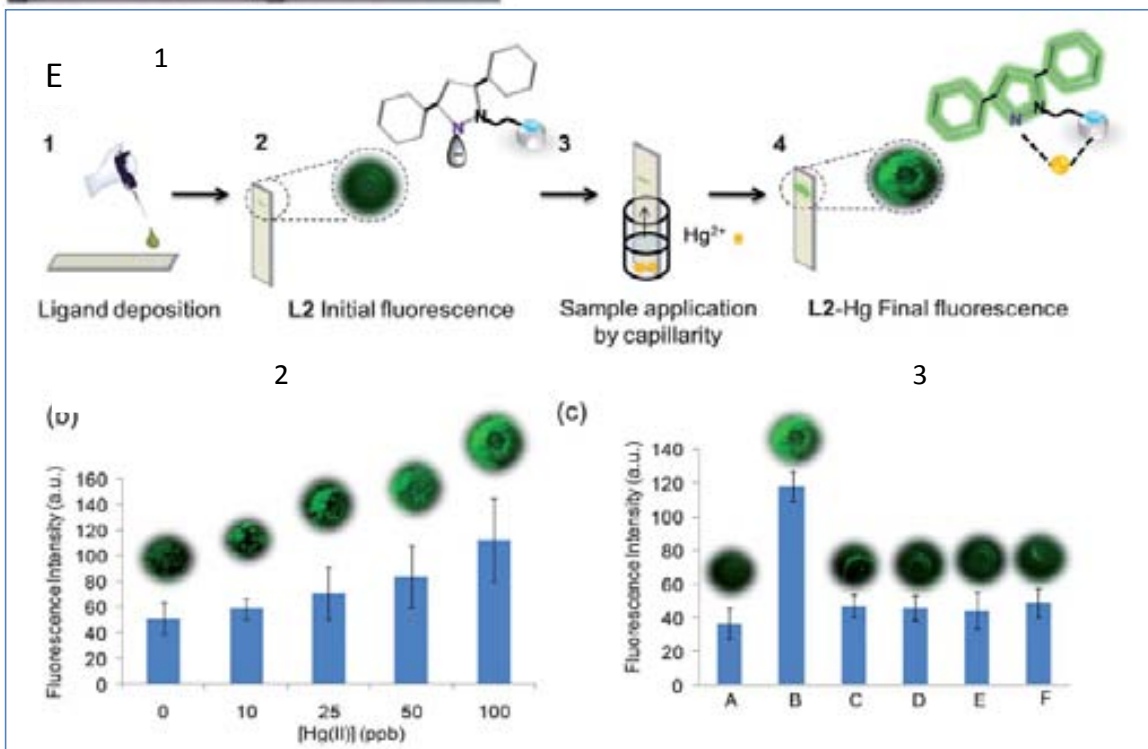 1
E
1 2 3 4
Hg²⁺
Ligand deposition L2 Initial fluorescence Sample application L2-Hg Final fluorescence
by capillarity
2 3
(b) (c)
Fluorescence Intensity (a.u.)
160
140
120
100
80
60
40
20
0
0 10 25 50 100
[Hg(II)] (ppb)
Fluorescence Intensity (a.u.)
140
120
100
80
60
40
20
0
A B C D E F
N
N
N
N